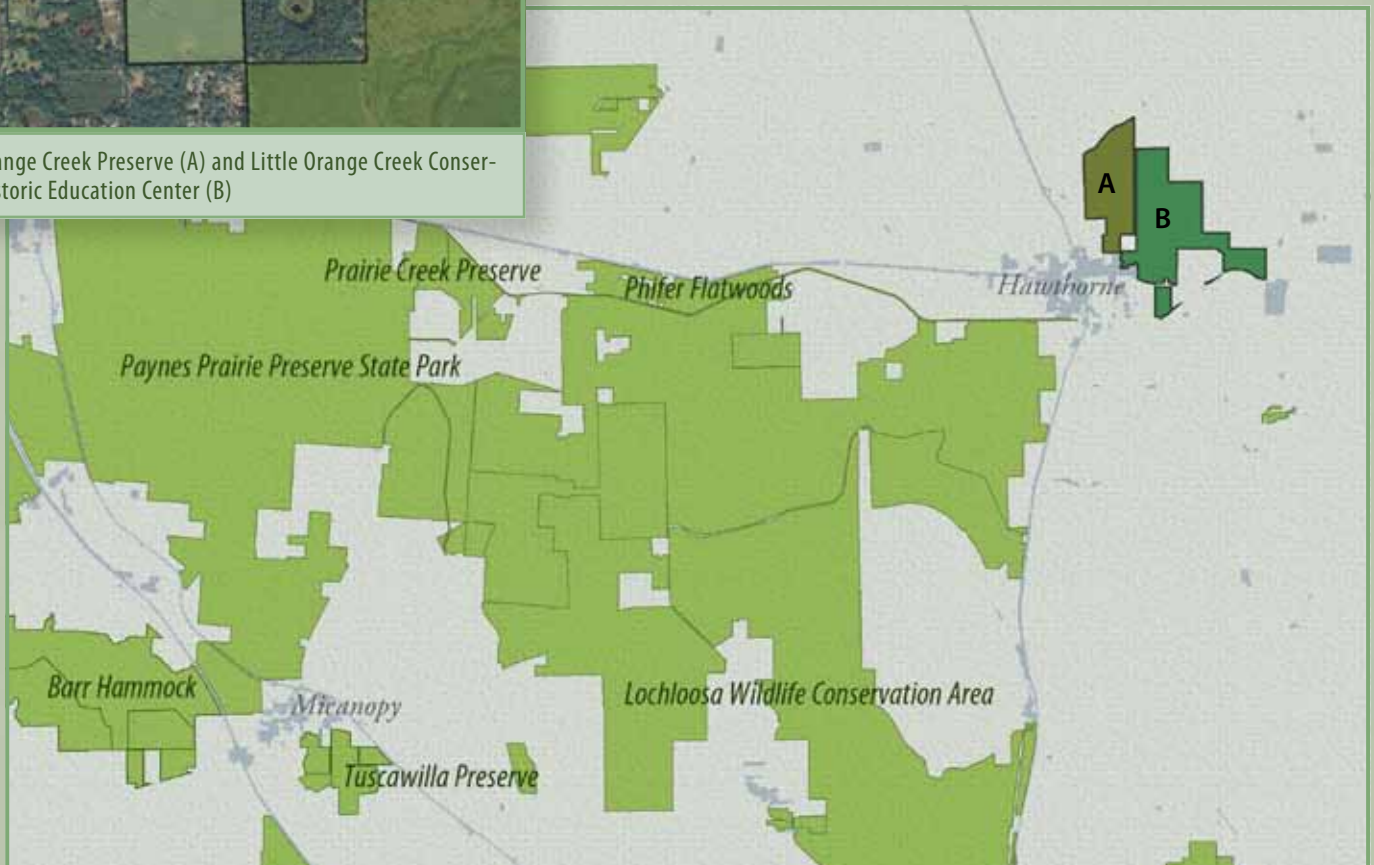 ange Creek Preserve (A) and Little Orange Creek Conser-
storic Education Center (B)
A
B
Prairie Creek Preserve
Phifer Flatwoods
Hawthorne
Paynes Prairie Preserve State Park
Barr Hammock
Micanopy
Lochloosa Wildlife Conservation Area
Tuscawilla Preserve